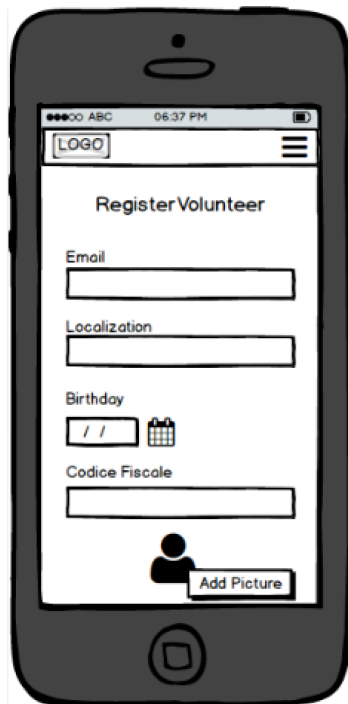 ABC 06:37 PM
LOGO
Register Volunteer
Email
Localization
Birthday
/ /
Codice Fiscale
Add Picture